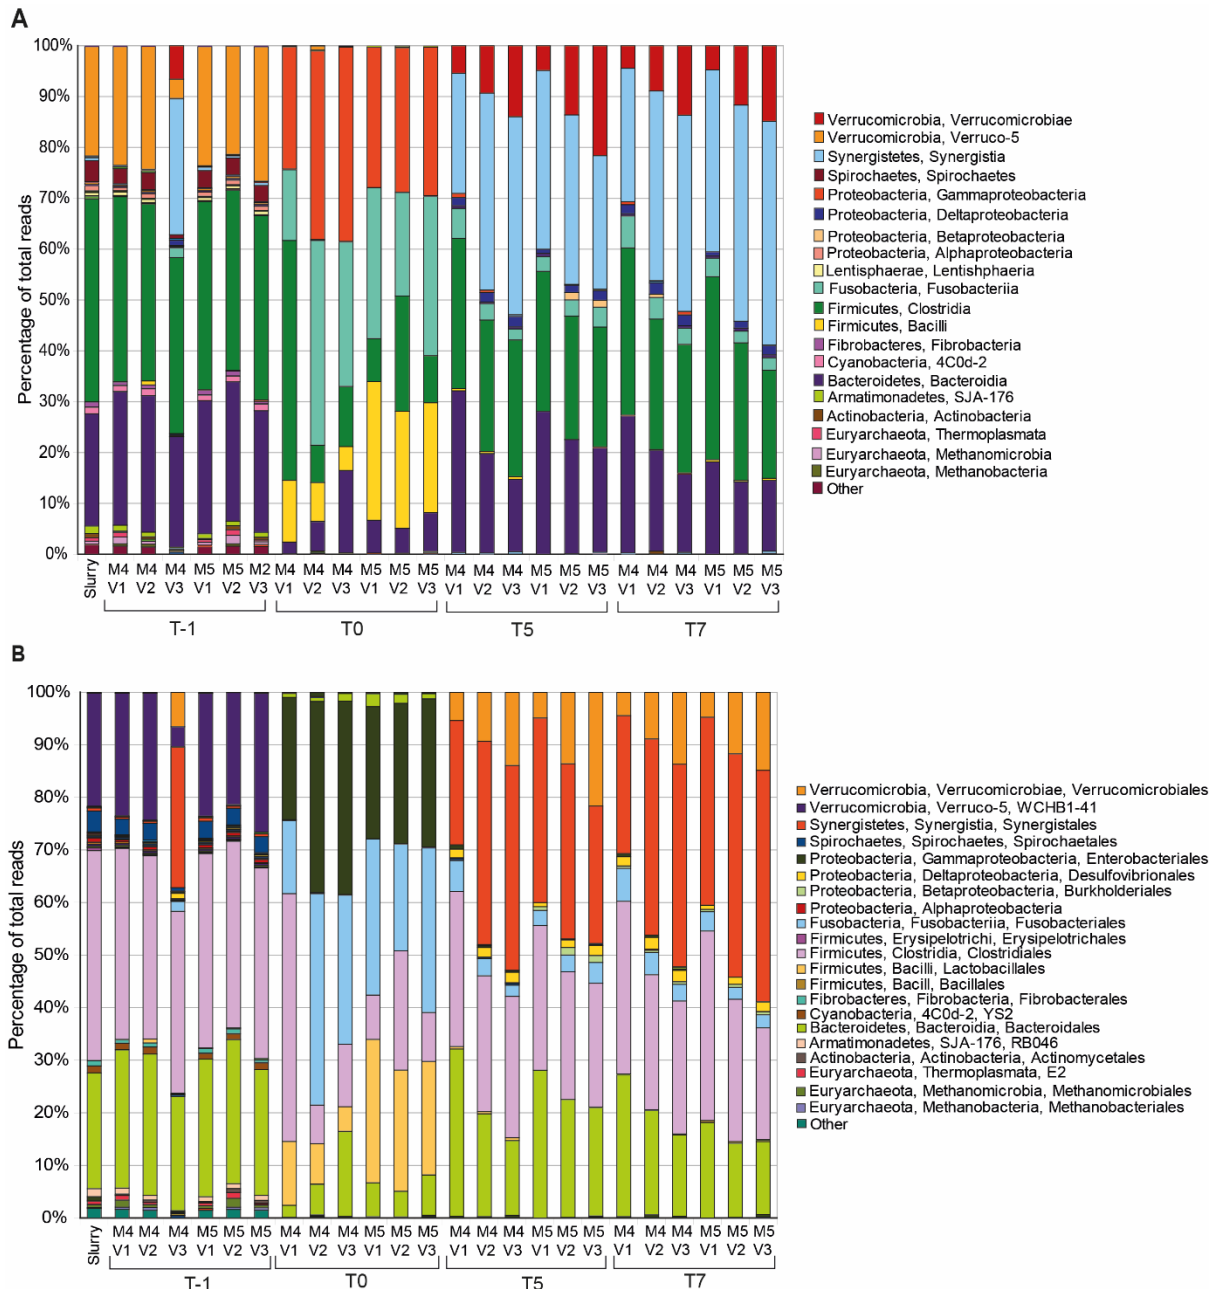 A
Percentage of total reads
100%
90%
80%
70%
60%
50%
40%
30%
20%
10%
0%
Slurry
M4 M4 M4 M5 M5 M2 M4 M4 M4 M5 M5 M5 M4 M4 M4 M5 M5 M5 M4 M4 M4 M5 M5 M5
V1 V2 V3 V1 V2 V3 V1 V2 V3 V1 V2 V3 V1 V2 V3 V1 V2 V3 V1 V2 V3 V1 V2 V3
T-1 T0 T5 T7
Verrucomicrobia, Verrucomicrobiae
Verrucomicrobia, Verruco-5
Synergistetes, Synergistia
Spirochaetes, Spirochaetes
Proteobacteria, Gammaproteobacteria
Proteobacteria, Deltaproteobacteria
Proteobacteria, Betaproteobacteria
Proteobacteria, Alphaproteobacteria
Lentisphaerae, Lentishphaeria
Fusobacteria, Fusobacteriia
Firmicutes, Clostridia
Firmicutes, Bacilli
Fibrobacteres, Fibrobacteria
Cyanobacteria, 4C0d-2
Bacteroidetes, Bacteroidia
Armatimonadetes, SJA-176
Actinobacteria, Actinobacteria
Euryarchaeota, Thermoplasmata
Euryarchaeota, Methanomicrobia
Euryarchaeota, Methanobacteria
Other
B
Percentage of total reads
100%
90%
80%
70%
60%
50%
40%
30%
20%
10%
0%
Slurry
M4 M4 M4 M5 M5 M5 M4 M4 M4 M5 M5 M5 M4 M4 M4 M5 M5 M5 M4 M4 M4 M5 M5 M5
V1 V2 V3 V1 V2 V3 V1 V2 V3 V1 V2 V3 V1 V2 V3 V1 V2 V3 V1 V2 V3 V1 V2 V3
T-1 T0 T5 T7
Verrucomicrobia, Verrucomicrobiae, Verrucomicrobiales
Verrucomicrobia, Verruco-5, WCHB1-41
Synergistetes, Synergistia, Synergistales
Spirochaetes, Spirochaetes, Spirochaetales
Proteobacteria, Gammaproteobacteria, Enterobacteriales
Proteobacteria, Deltaproteobacteria, Desulfovibrionales
Proteobacteria, Betaproteobacteria, Burkholderiales
Proteobacteria, Alphaproteobacteria
Fusobacteria, Fusobacteriia, Fusobacteriales
Firmicutes, Erysipelotrichi, Erysipelotrichales
Firmicutes, Clostridia, Clostridiales
Firmicutes, Bacilli, Lactobacillales
Firmicutes, Bacill, Bacillales
Fibrobacteres, Fibrobacteria, Fibrobacterales
Cyanobacteria, 4C0d-2, YS2
Bacteroidetes, Bacteroidia, Bacteroidales
Armatimonadetes, SJA-176, RB046
Actinobacteria, Actinobacteria, Actinomycetales
Euryarchaeota, Thermoplasmata, E2
Euryarchaeota, Methanomicrobia, Methanomicrobiales
Euryarchaeota, Methanobacteria, Methanobacteriales
Other